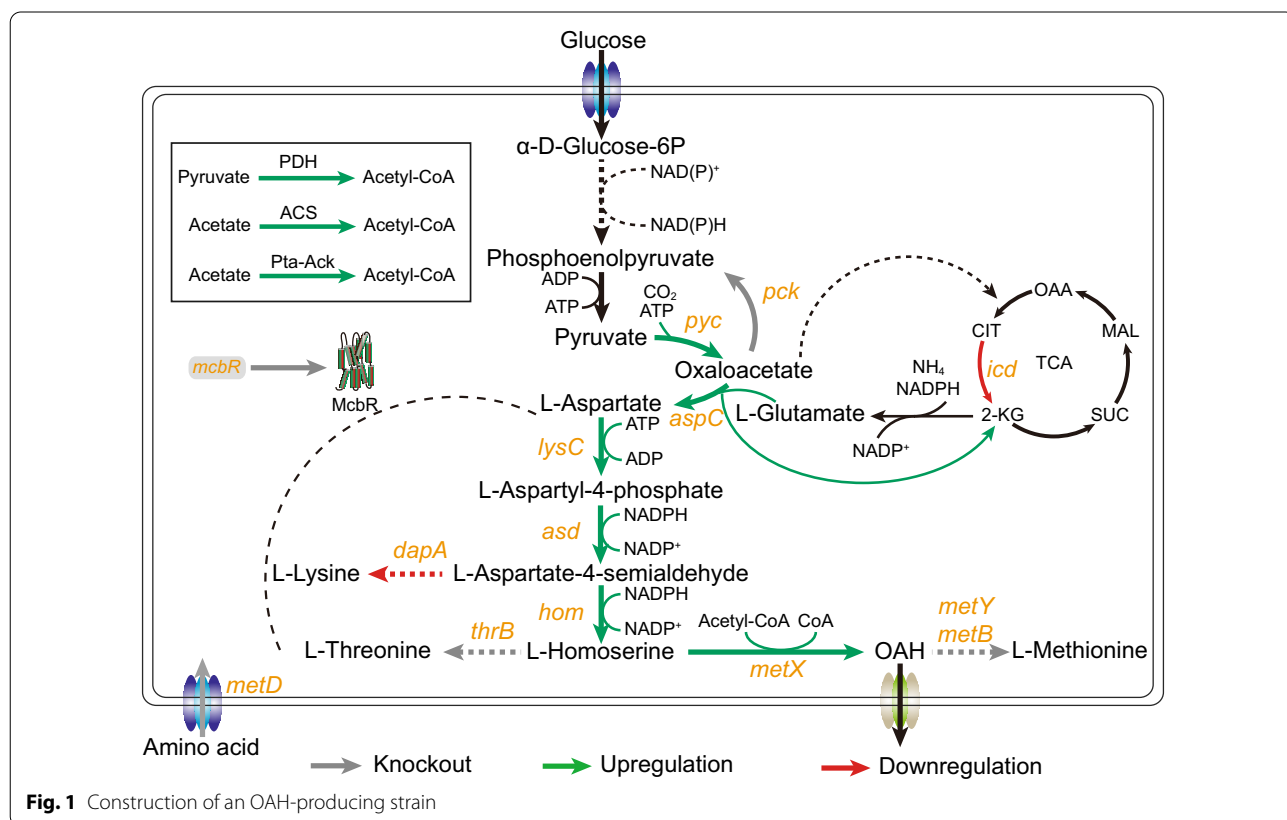 Glucose
α-D-Glucose-6P
PDH
Pyruvate Acetyl-CoA
ACS
Acetate Acetyl-CoA
Pta-Ack
Acetate Acetyl-CoA
NAD(P)⁺
NAD(P)H
Phosphoenolpyruvate
ADP
ATP
CO₂
ATP
pyc
pck
Pyruvate
Oxaloacetate
OAA
CIT
MAL
TCA
icd
2-KG
SUC
NH₄
NADPH
NADP⁺
L-Glutamate
aspC
mcbR
McbR
L-Aspartate
lysC
ATP
ADP
L-Aspartyl-4-phosphate
asd
NADPH
NADP⁺
dapA
L-Lysine
L-Aspartate-4-semialdehyde
hom
NADPH
NADP⁺
thrB
L-Threonine
L-Homoserine
Acetyl-CoA CoA
metX
OAH
metY
metB
L-Methionine
metD
Amino acid
Knockout
Upregulation
Downregulation
Fig. 1 Construction of an OAH-producing strain